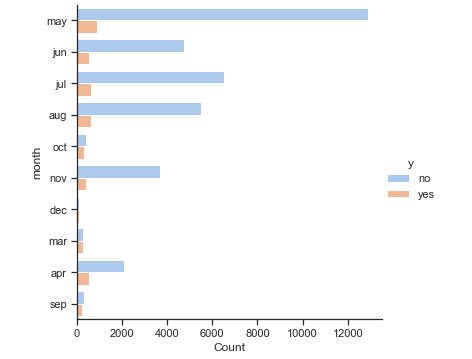 may
jun
jul
aug
oct
nov
dec
mar
apr
sep
month
0 2000 4000 6000 8000 10000 12000
Count
y
no
yes